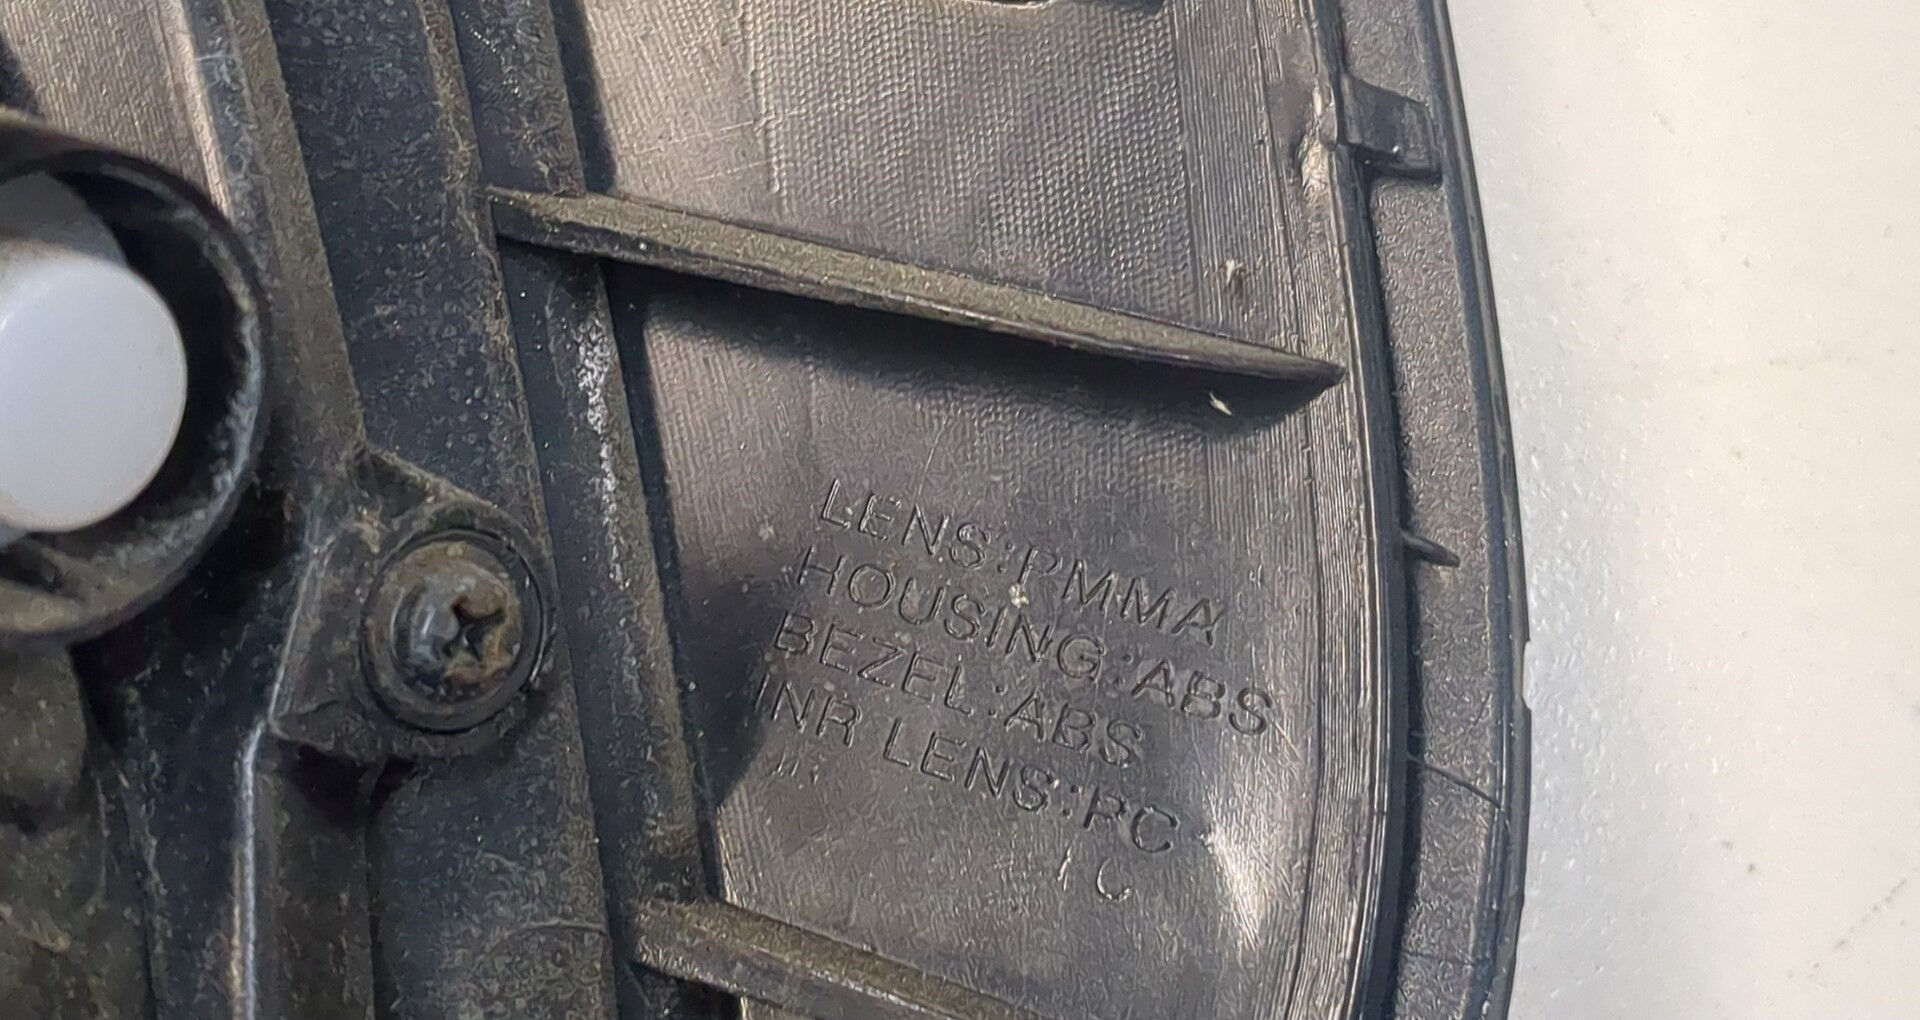 LENS:PMMA
HOUSING:ABS
BEZEL:ABS
INR LENS:PC